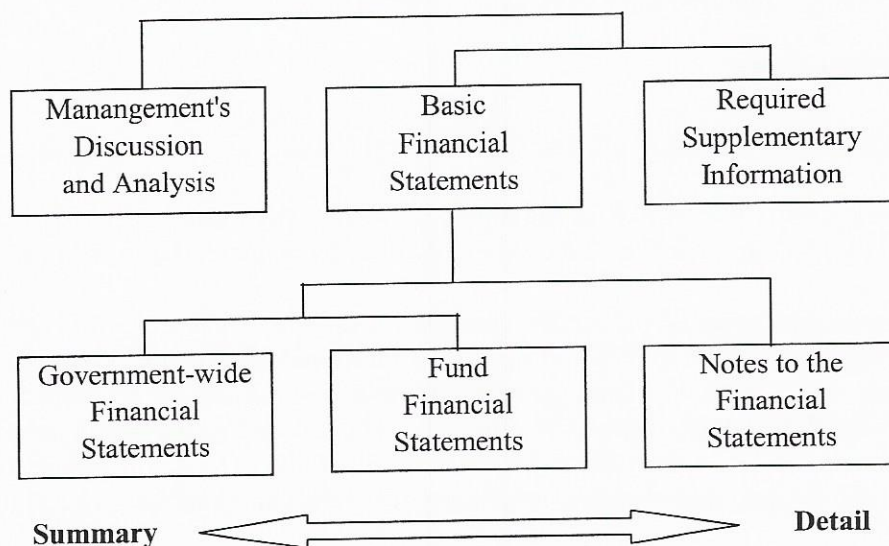 Manangement's
Discussion
and Analysis
Basic
Financial
Statements
Required
Supplementary
Information
Government-wide
Financial
Statements
Fund
Financial
Statements
Notes to the
Financial
Statements
Summary
Detail